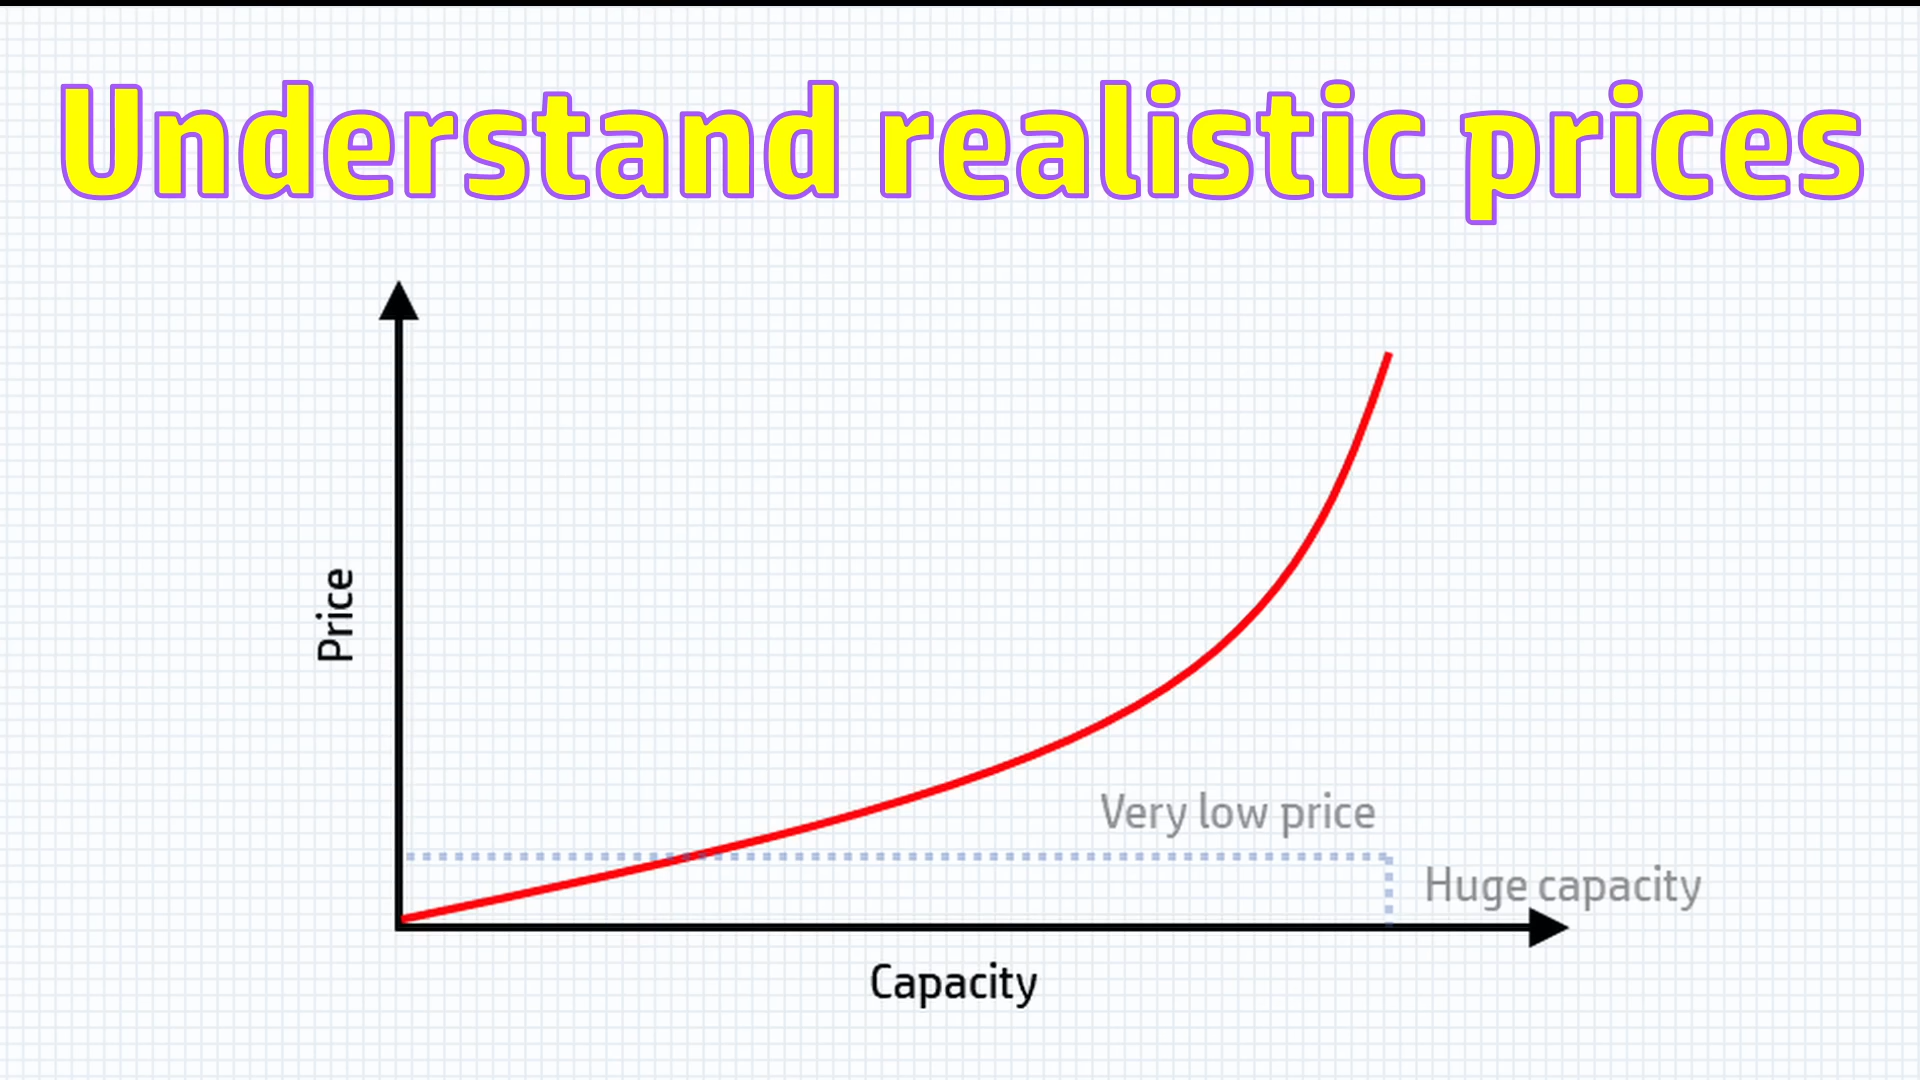 Understand realistic prices
Price
Very low price
Huge capacity
Capacity